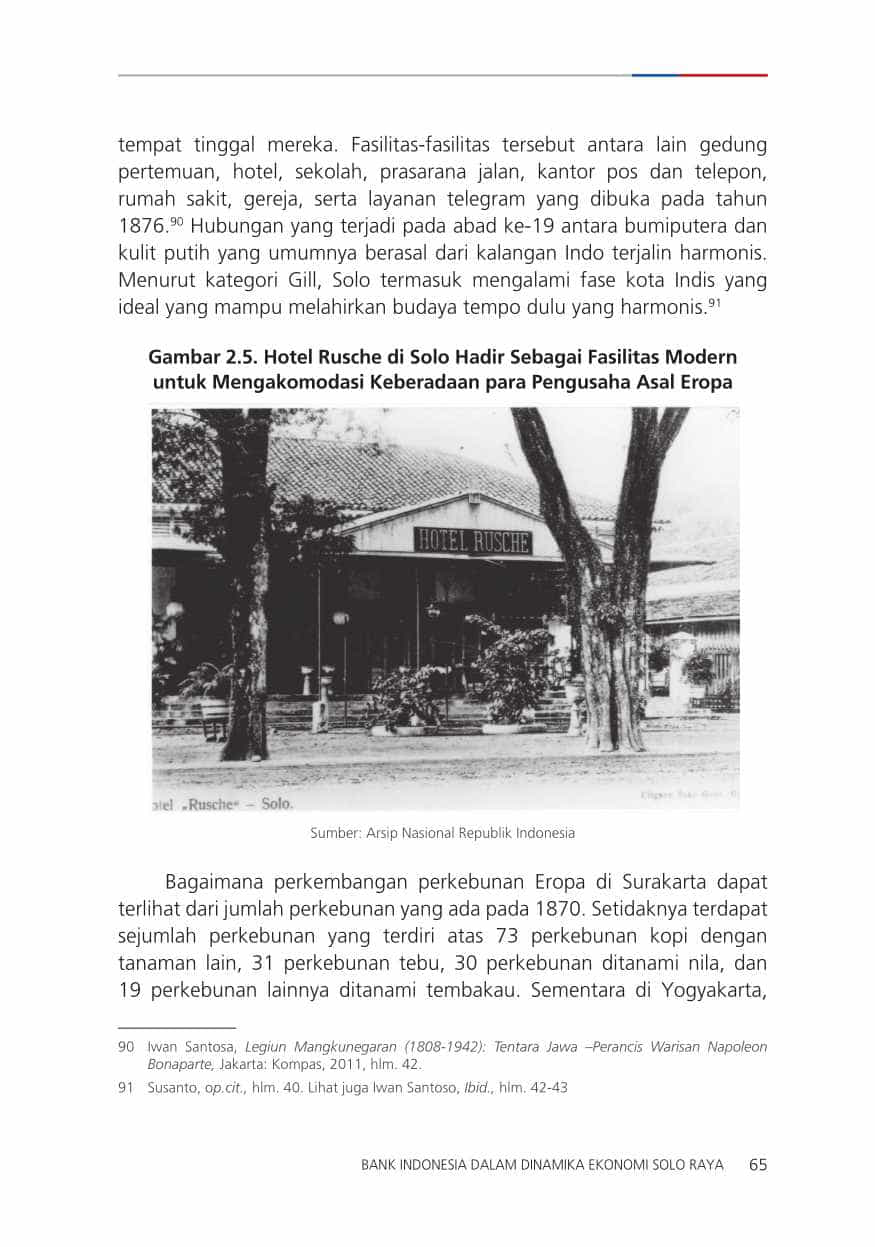 tempat tinggal mereka. Fasilitas-fasilitas tersebut antara lain gedung
pertemuan, hotel, sekolah, prasarana jalan, kantor pos dan telepon,
rumah sakit, gereja, serta layanan telegram yang dibuka pada tahun
1876.90 Hubungan yang terjadi pada abad ke-19 antara bumiputera dan
kulit putih yang umumnya berasal dari kalangan Indo terjalin harmonis.
Menurut kategori Gill, Solo termasuk mengalami fase kota Indis yang
ideal yang mampu melahirkan budaya tempo dulu yang harmonis.91
Gambar 2.5. Hotel Rusche di Solo Hadir Sebagai Fasilitas Modern
untuk Mengakomodasi Keberadaan para Pengusaha Asal Eropa
HOTEL RUSCHE
otel „Rusche“ – Solo.
Sumber: Arsip Nasional Republik Indonesia
Bagaimana perkembangan perkebunan Eropa di Surakarta dapat
terlihat dari jumlah perkebunan yang ada pada 1870. Setidaknya terdapat
sejumlah perkebunan yang terdiri atas 73 perkebunan kopi dengan
tanaman lain, 31 perkebunan tebu, 30 perkebunan ditanami nila, dan
19 perkebunan lainnya ditanami tembakau. Sementara di Yogyakarta,
90 Iwan Santosa, Legiun Mangkunegaran (1808-1942): Tentara Jawa –Perancis Warisan Napoleon
Bonaparte, Jakarta: Kompas, 2011, hlm. 42.
91 Susanto, op.cit., hlm. 40. Lihat juga Iwan Santoso, Ibid., hlm. 42-43
BANK INDONESIA DALAM DINAMIKA EKONOMI SOLO RAYA 65